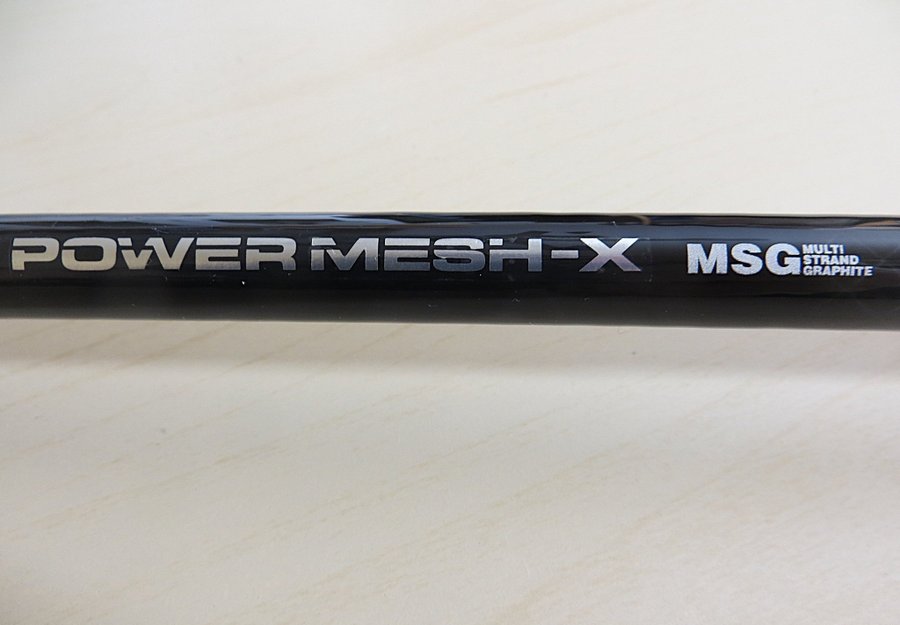 POWER MESH-X MSG MULTI
STRAND
GRAPHITE